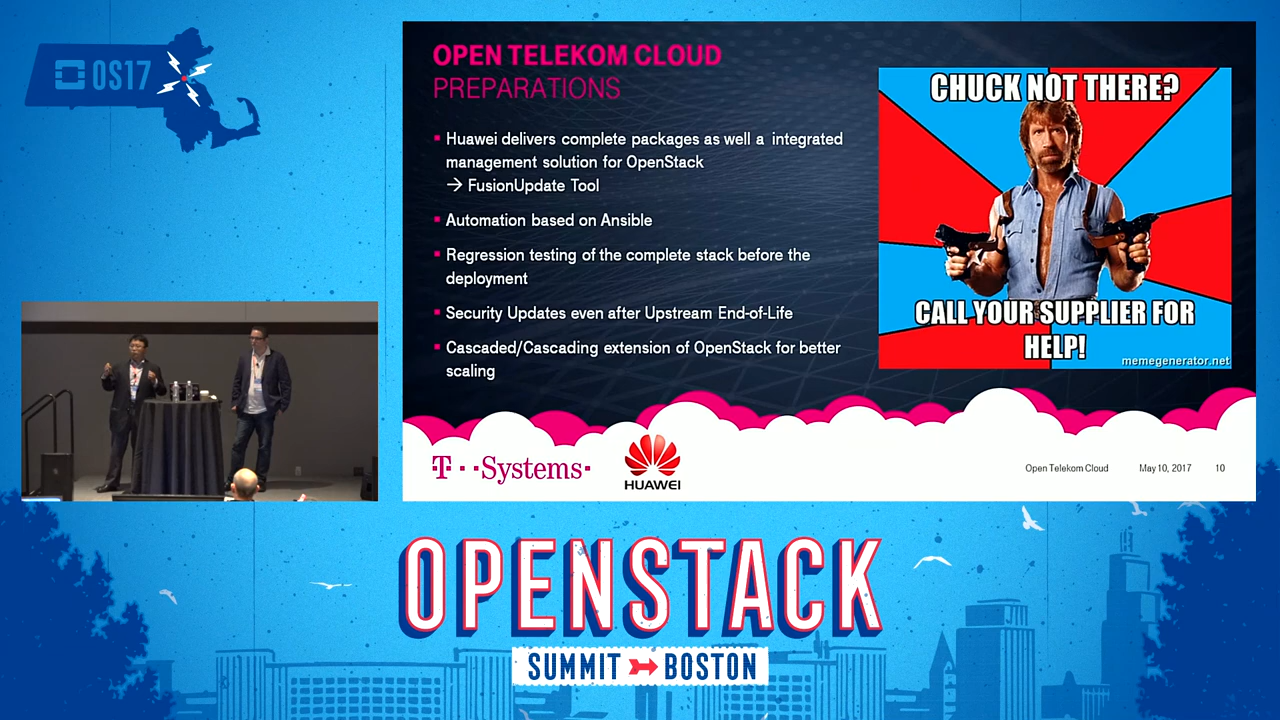 OS17
OPEN TELEKOM CLOUD
PREPARATIONS
Huawei delivers complete packages as well a integrated
management solution for OpenStack
→ FusionUpdate Tool
Automation based on Ansible
Regression testing of the complete stack before the
deployment
Security Updates even after Upstream End-of-Life
Cascaded/Cascading extension of OpenStack for better
scaling
CHUCK NOT THERE?
CALL YOUR SUPPLIER FOR
HELP!
memegenerator.net
T · · Systems ·
HUAWEI
Open Telekom Cloud
May 10, 2017
10
OPENSTACK
SUMMIT BOSTON